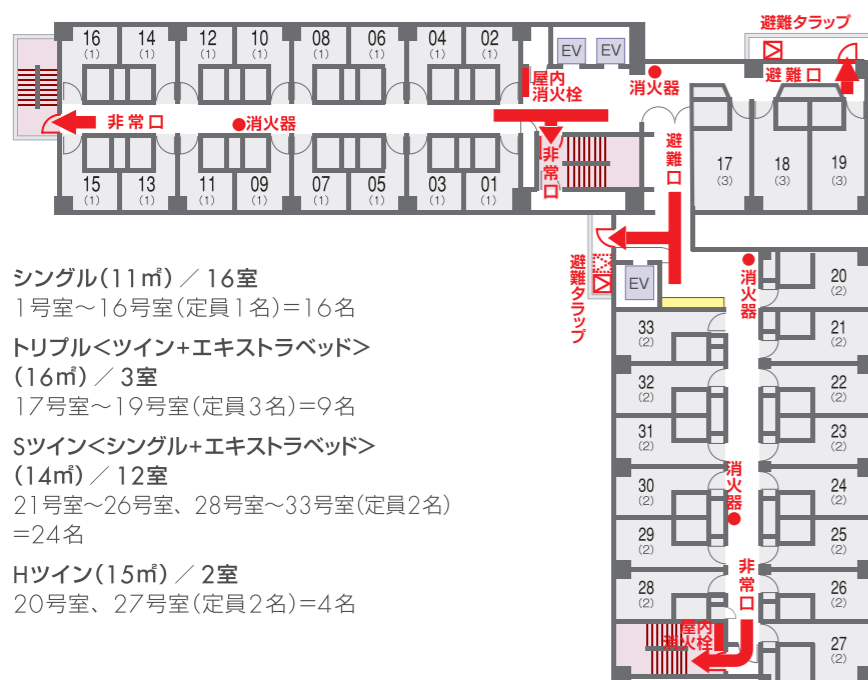 避難タラップ
16 14 12 10 08 06 04 02
(1) (1) (1) (1) (1) (1) (1) (1)
EV EV
屋内
消火栓
消火器
避難口
非常口
消火器
非常口
避難口
17 18 19
(3) (3) (3)
15 13 11 09 07 05 03 01
(1) (1) (1) (1) (1) (1) (1) (1)
避難タラップ
EV
消火器
20
(2)
33
(2)
21
(2)
32
(2)
22
(2)
31
(2)
23
(2)
消火器
30
(2)
24
(2)
29
(2)
25
(2)
非常口
28
(2)
26
(2)
屋内
消火栓
27
(2)
シングル(11㎡) ／ 16室
1号室～16号室(定員1名)=16名
トリプル<ツイン+エキストラベッド>
(16㎡) ／ 3室
17号室～19号室(定員3名)=9名
Sツイン<シングル+エキストラベッド>
(14㎡) ／ 12室
21号室～26号室、28号室～33号室(定員2名)
=24名
Hツイン(15㎡) ／ 2室
20号室、27号室(定員2名)=4名